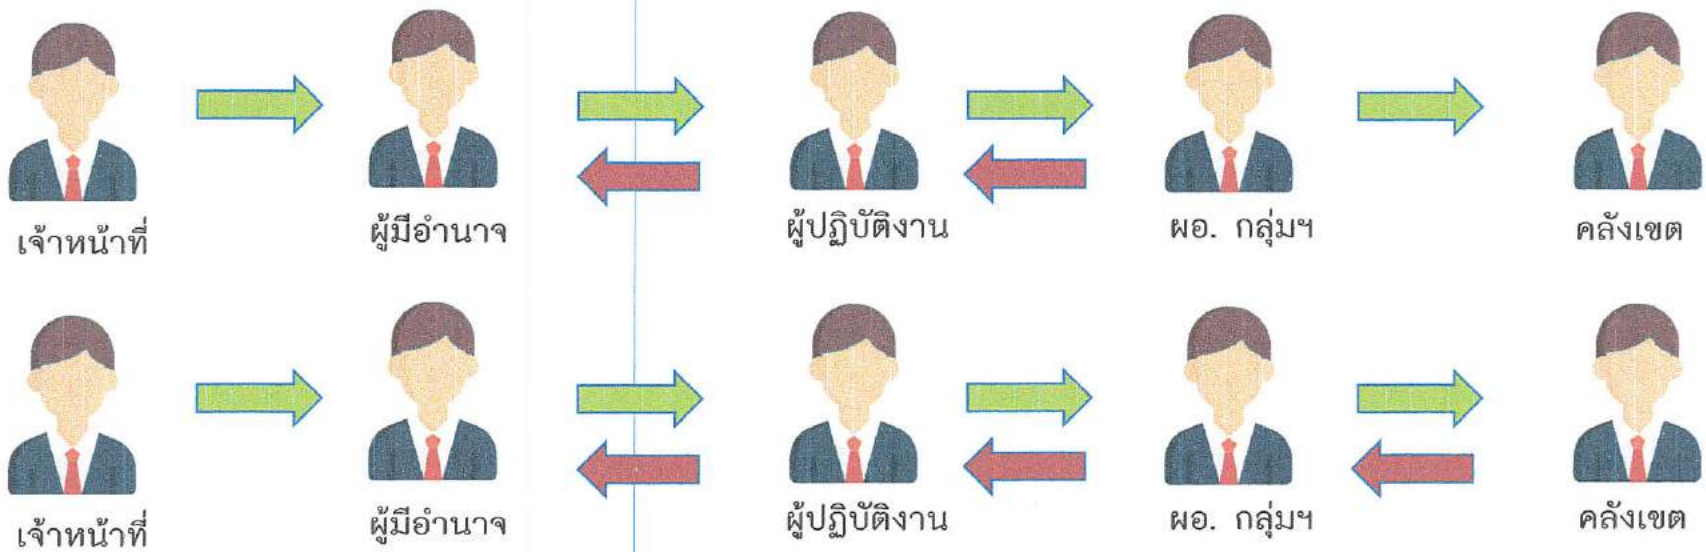 เจ้าหน้าที่ ผู้มีอำนาจ ผู้ปฏิบัติงาน ผอ. กลุ่มฯ คลังเขต
เจ้าหน้าที่ ผู้มีอำนาจ ผู้ปฏิบัติงาน ผอ. กลุ่มฯ คลังเขต